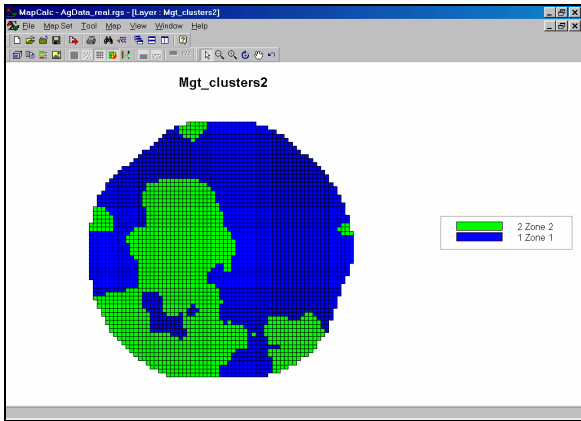 MapCalc - AgData_real.rgs - [Layer : Mgt_clusters2]
File Map Set Tool Map View Window Help
Mgt_clusters2
2 Zone 2
1 Zone 1